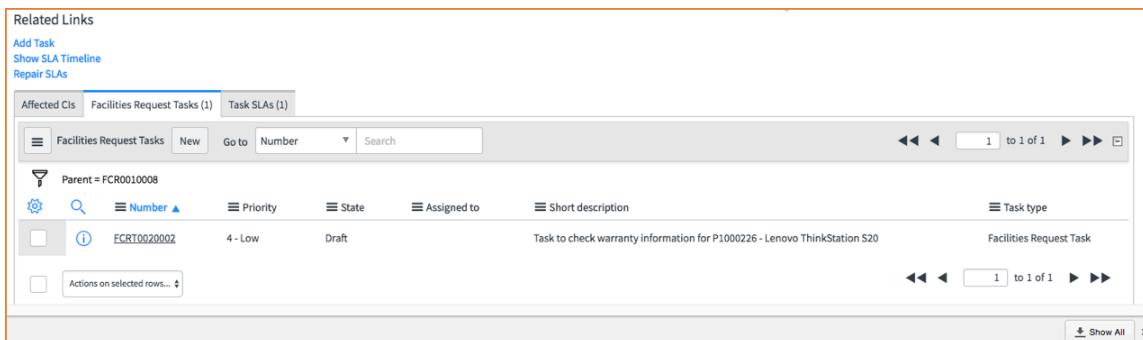 Related Links
Add Task
Show SLA Timeline
Repair SLAs
Affected CIs Facilities Request Tasks (1) Task SLAs (1)
Facilities Request Tasks New Go to Number Search 1 to 1 of 1
Parent = FCR0010008
Number Priority State Assigned to Short description Task type
FCRT0020002 4 - Low Draft Task to check warranty information for P1000226 - Lenovo ThinkStation S20 Facilities Request Task
Actions on selected rows... 1 to 1 of 1
Show All